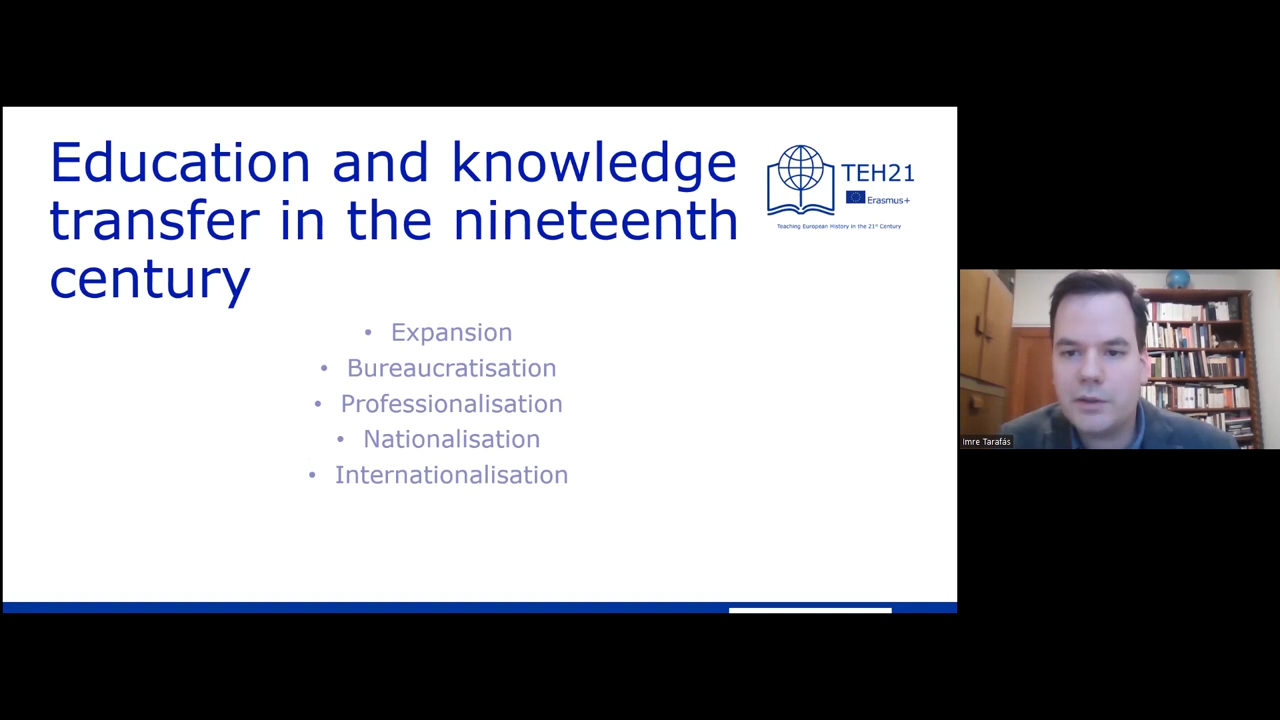 Education and knowledge
transfer in the nineteenth
century
TEH21
Erasmus+
Teaching European History in the 21st Century
• Expansion
• Bureaucratisation
• Professionalisation
• Nationalisation
• Internationalisation
Imre Tarafás